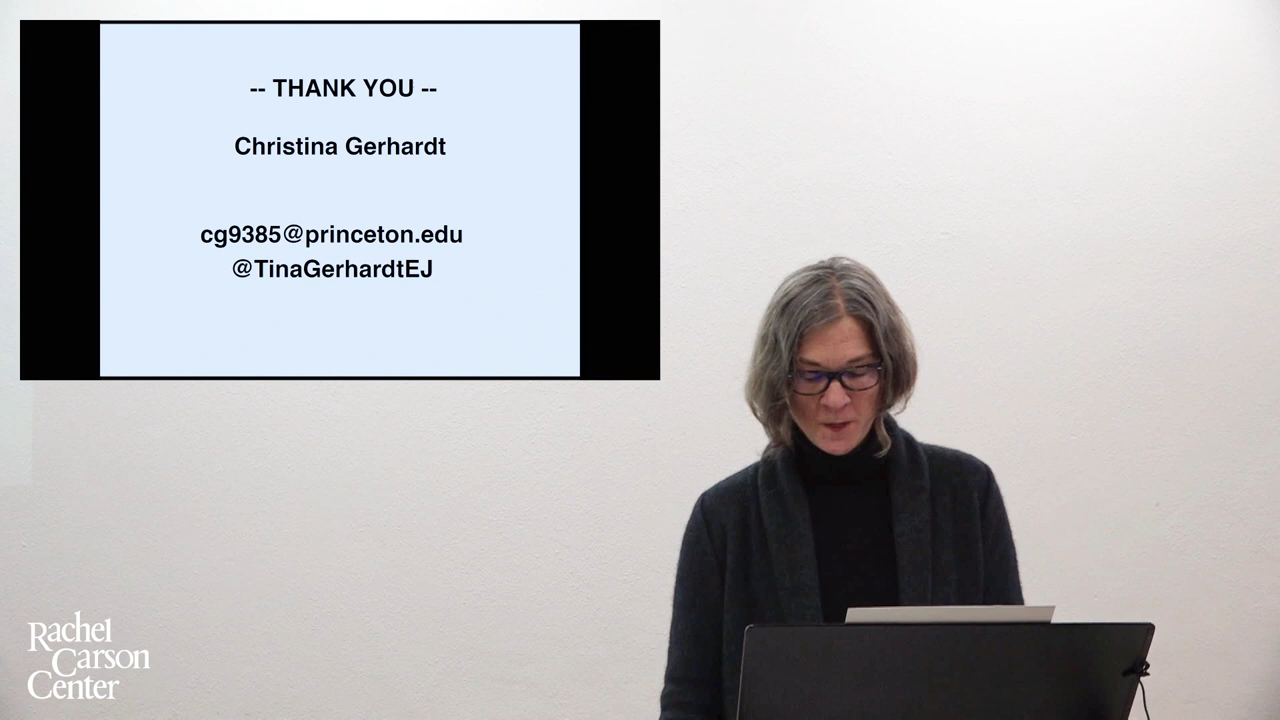 -- THANK YOU --
Christina Gerhardt
cg9385@princeton.edu
@TinaGerhardtEJ
Rachel
Carson
Center